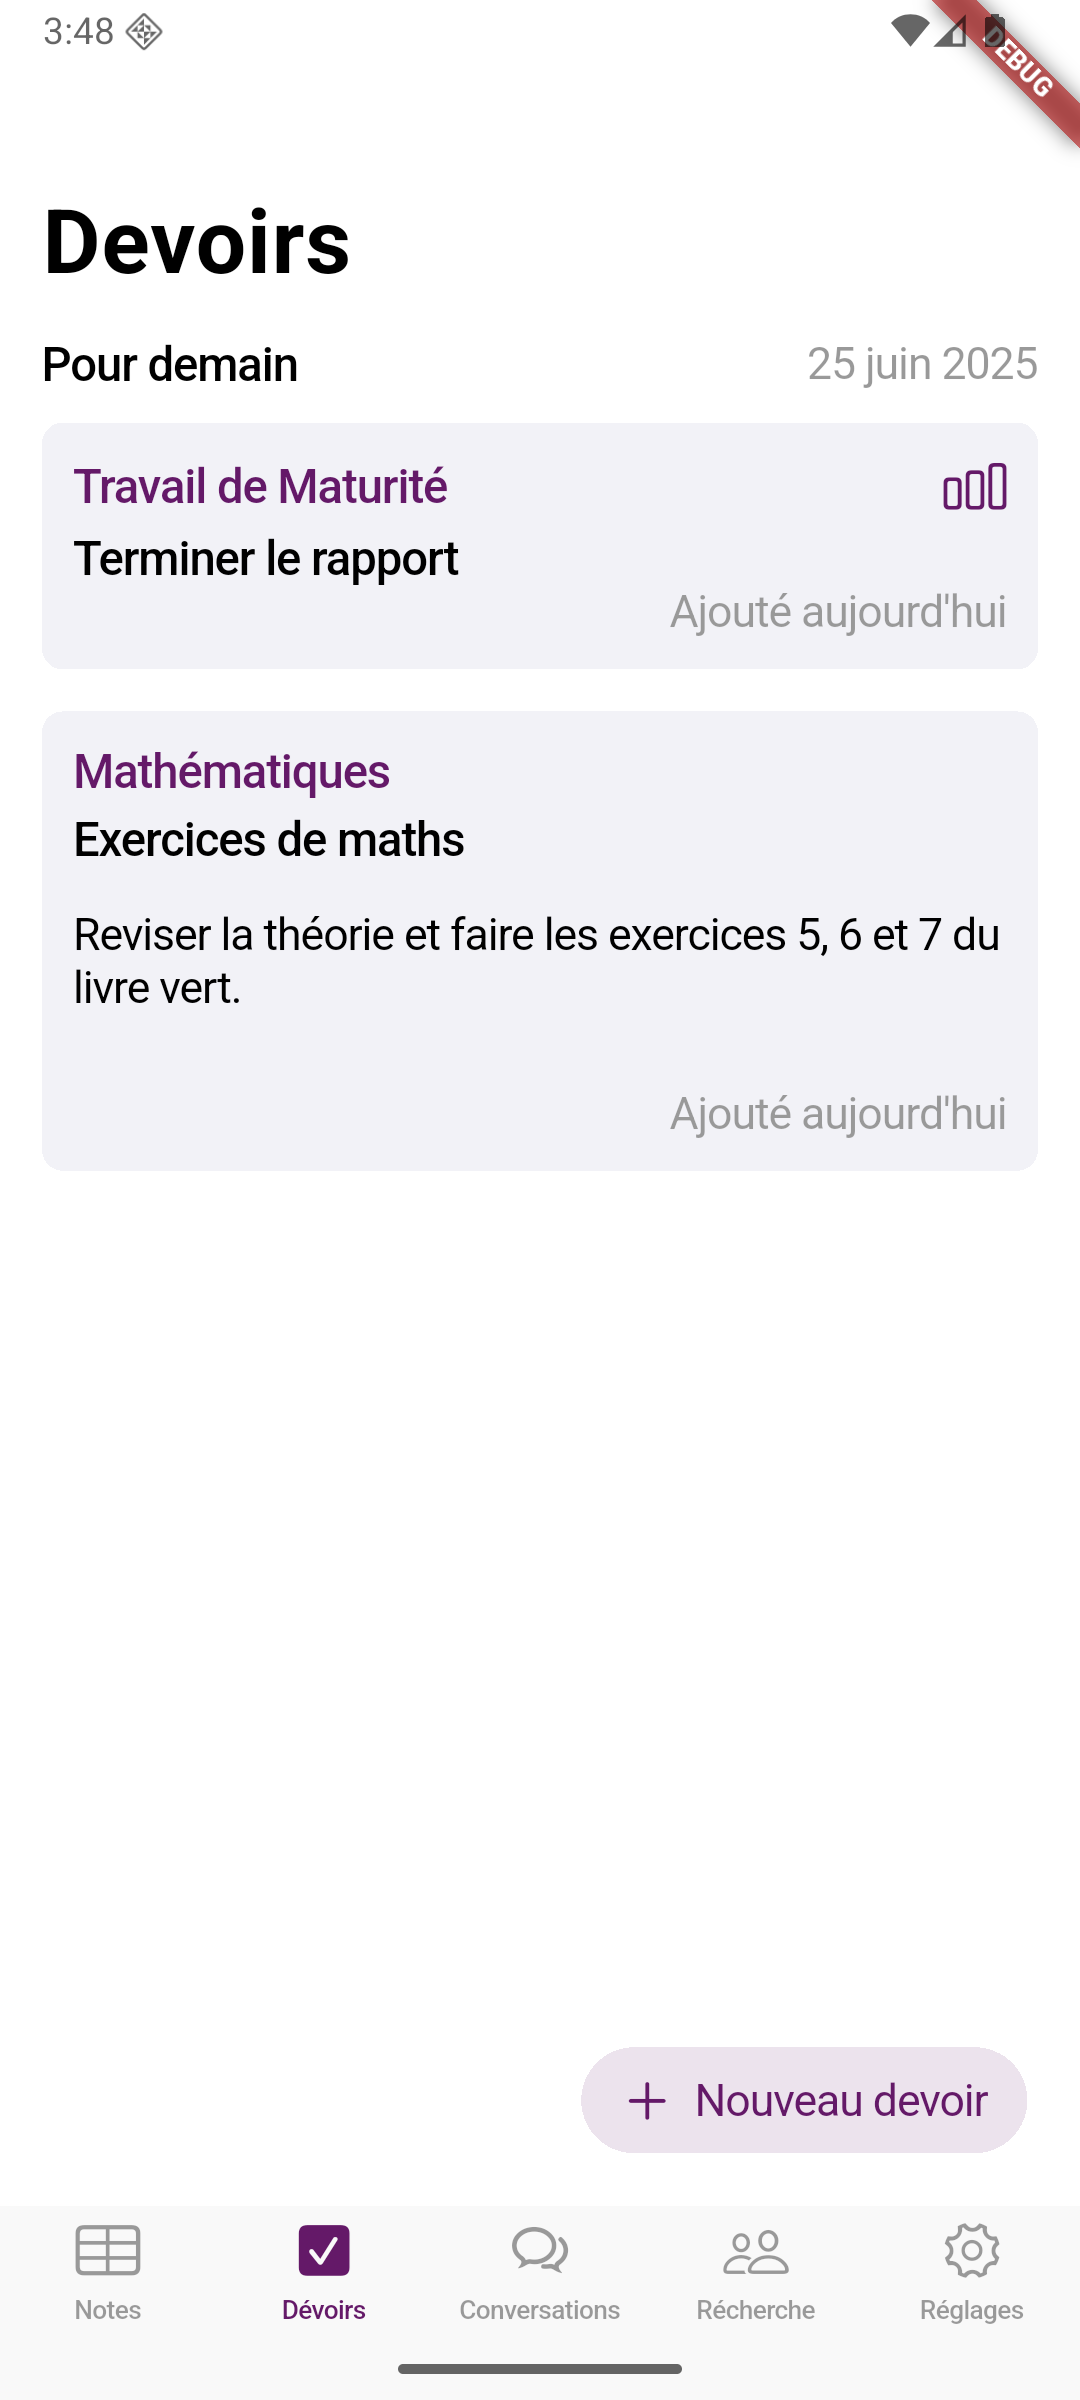 3:48
DEBUG
Devoirs
Pour demain
25 juin 2025
Travail de Maturité
Terminer le rapport
Ajouté aujourd'hui
Mathématiques
Exercices de maths
Reviser la théorie et faire les exercices 5, 6 et 7 du
livre vert.
Ajouté aujourd'hui
Nouveau devoir
Notes
Dévoirs
Conversations
Récherche
Réglages